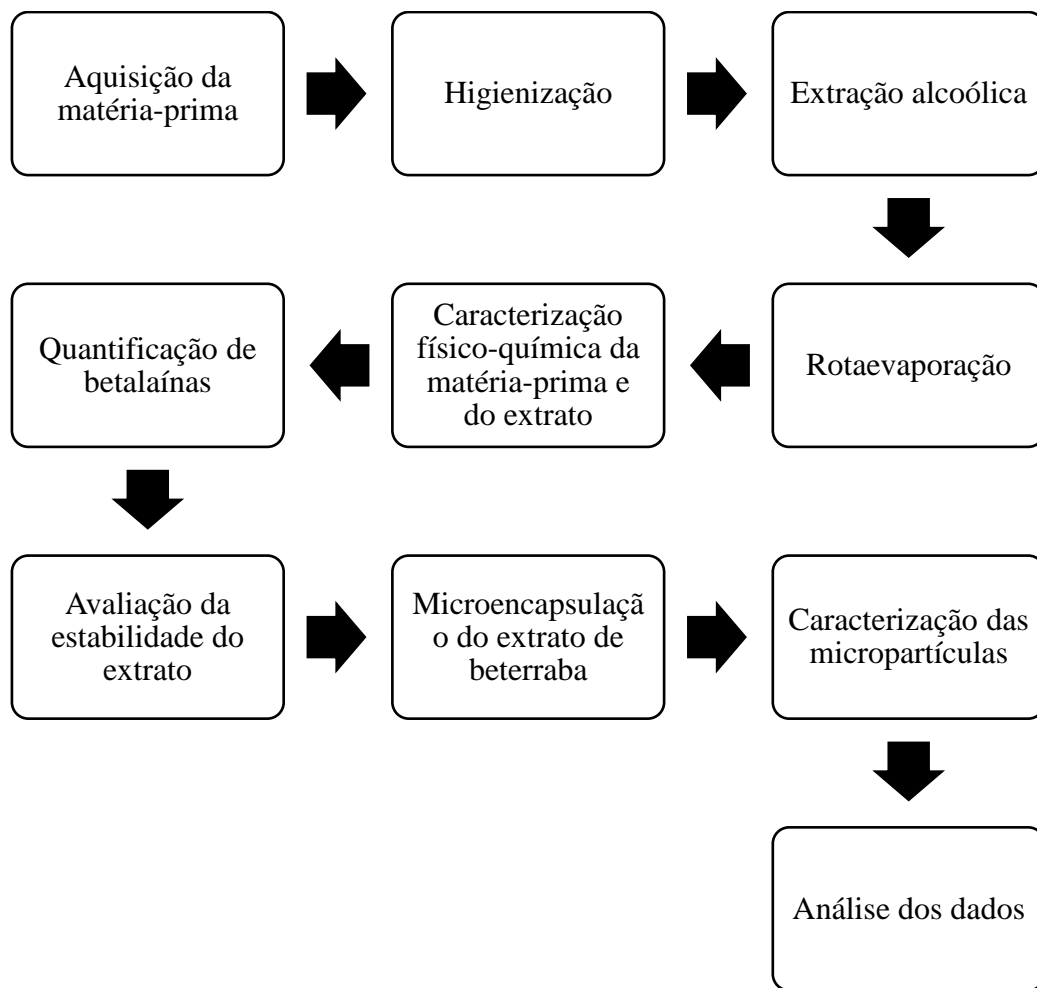 Aquisição da
matéria-prima
Higienização
Extração alcoólica
Rotaevaporação
Caracterização
físico-química da
matéria-prima e
do extrato
Quantificação de
betalaínas
Avaliação da
estabilidade do
extrato
Microencapsulaçã
o do extrato de
beterraba
Caracterização das
micropartículas
Análise dos dados